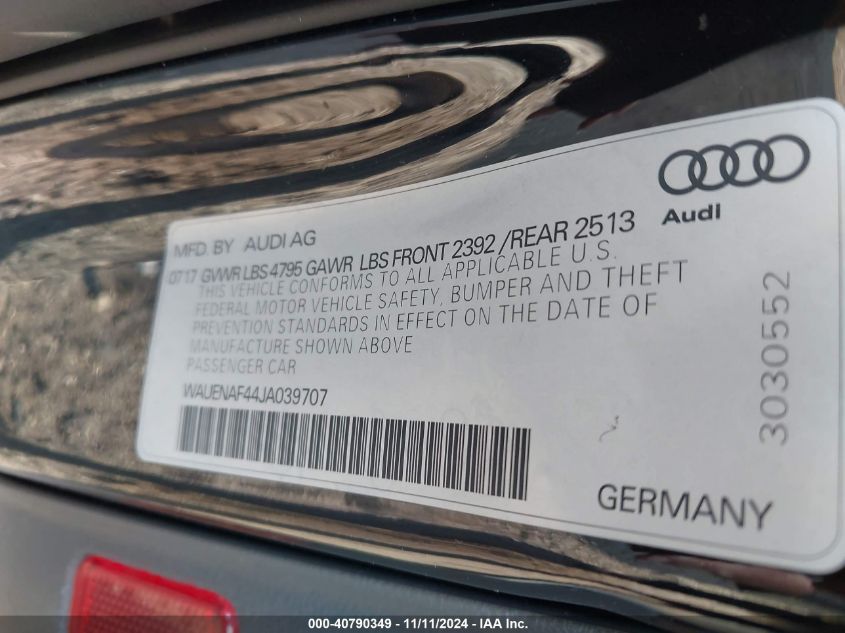 Audi
MFD. BY AUDI AG
0717 GVWR LBS 4795 GAWR LBS FRONT 2392 /REAR 2513
THIS VEHICLE CONFORMS TO ALL APPLICABLE U.S.
FEDERAL MOTOR VEHICLE SAFETY, BUMPER AND THEFT
PREVENTION STANDARDS IN EFFECT ON THE DATE OF
MANUFACTURE SHOWN ABOVE
PASSENGER CAR
WAUENAF44JA039707
3030552
GERMANY
000-40790349 - 11/11/2024 - IAA Inc.